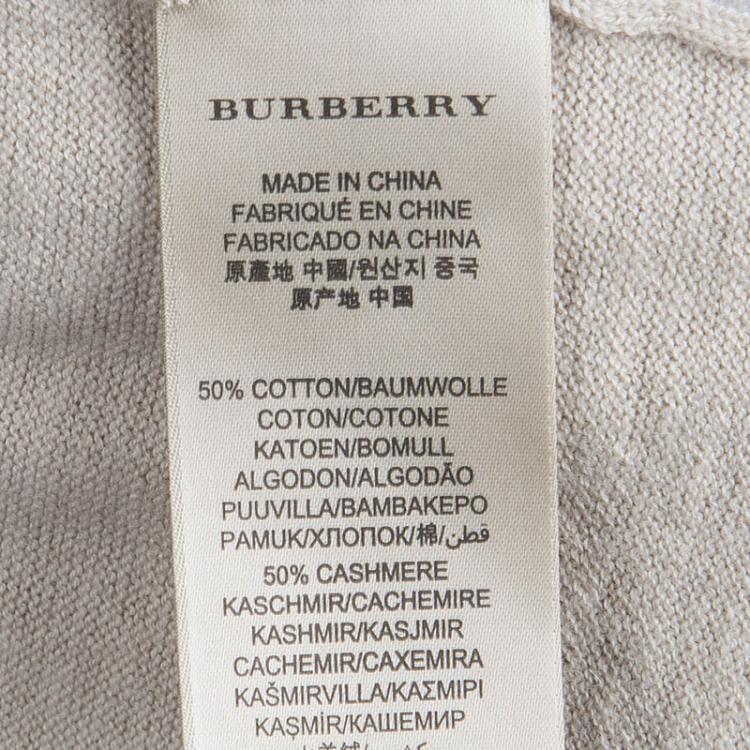 BURBERRY
MADE IN CHINA
FABRIQUÉ EN CHINE
FABRICADO NA CHINA
原產地 中國/원산지 중국
原产地 中国
50% COTTON/BAUMWOLLE
COTON/COTONE
KATOEN/BOMULL
ALGODON/ALGODÃO
PUUVILLA/BAMBAKEPO
PAMUK/ХЛОПОК/棉/قطن
50% CASHMERE
KASCHMIR/CACHEMIRE
KASHMIR/KASJMIR
CACHEMIR/CAXEMIRA
KAŠMIRVILLA/ΚΑΣΜΙΡΙ
KAŞMİR/КАШЕМИР